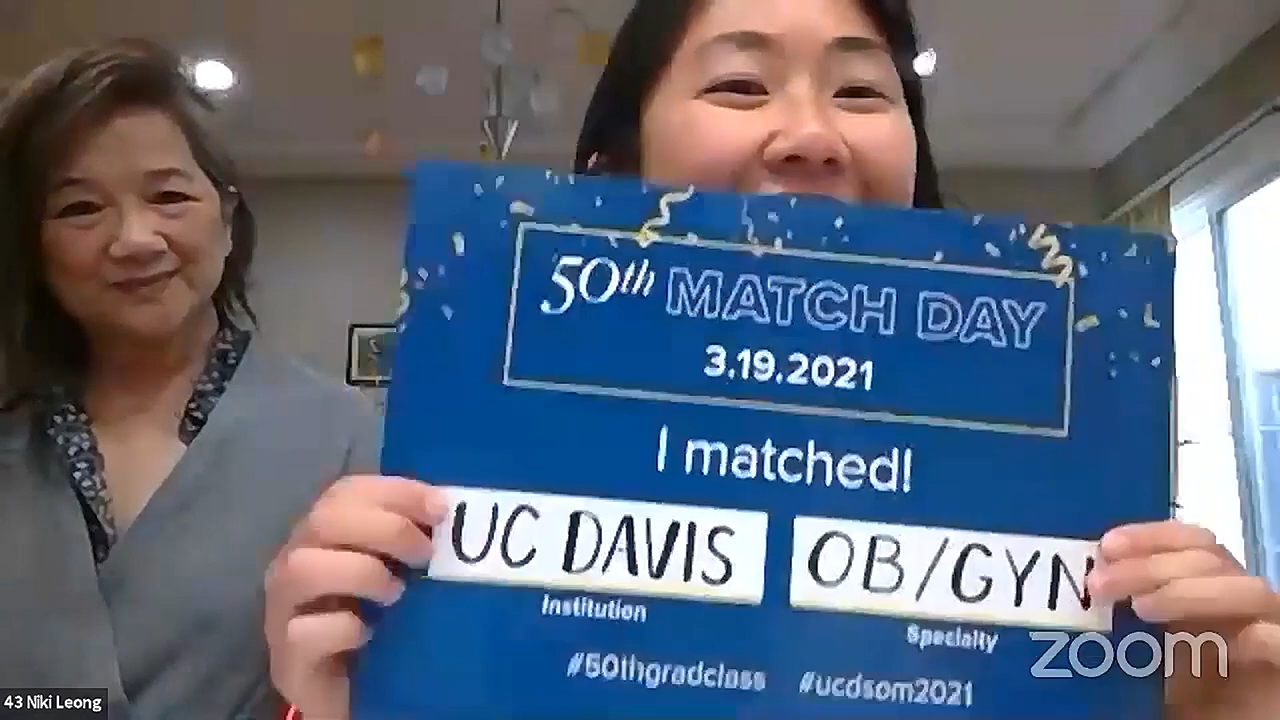 50th MATCH DAY
3.19.2021
I matched!
UC DAVIS OB/GYN
Institution Specialty
#50thgradclass #ucdsom2021
zoom
43 Niki Leong